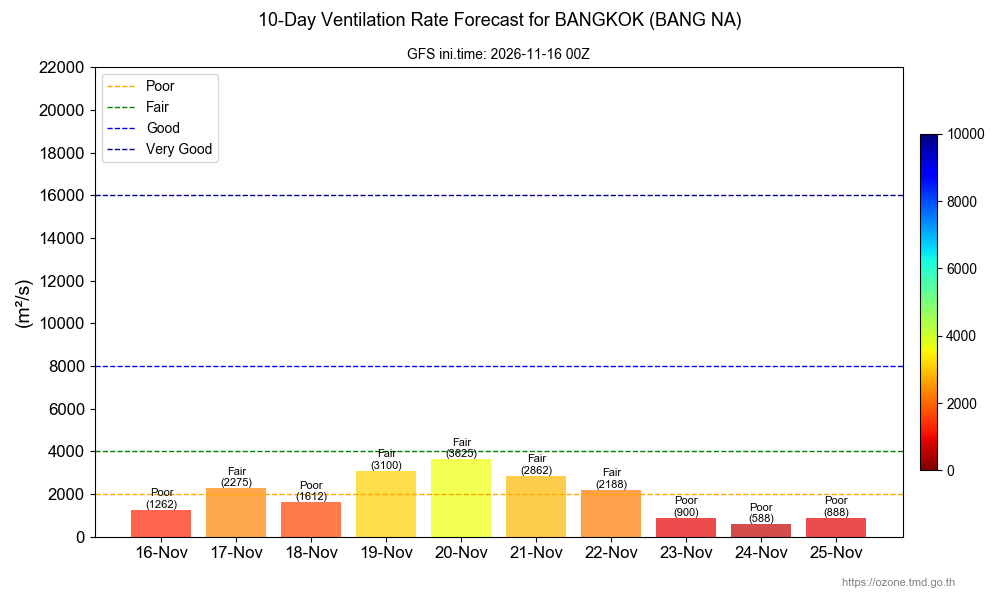 10-Day Ventilation Rate Forecast for BANGKOK (BANG NA)
GFS ini.time: 2026-11-16 00Z
22000
20000
18000
16000
14000
12000
10000
8000
6000
4000
2000
0
(m²/s)
Poor
Fair
Good
Very Good
Poor
(1262)
Fair
(2275)
Poor
(1612)
Fair
(3100)
Fair
(3625)
Fair
(2862)
Fair
(2188)
Poor
(900)
Poor
(588)
Poor
(888)
16-Nov 17-Nov 18-Nov 19-Nov 20-Nov 21-Nov 22-Nov 23-Nov 24-Nov 25-Nov
10000
8000
6000
4000
2000
0
https://ozone.tmd.go.th